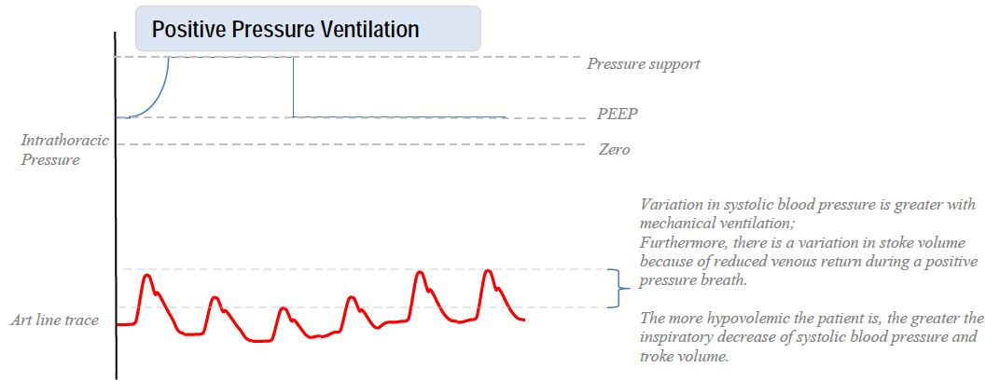 Positive Pressure Ventilation
Pressure support
PEEP
Intrathoracic
Pressure
Zero
Variation in systolic blood pressure is greater with
mechanical ventilation;
Furthermore, there is a variation in stoke volume
because of reduced venous return during a positive
pressure breath.
Art line trace
The more hypovolemic the patient is, the greater the
inspiratory decrease of systolic blood pressure and
troke volume.